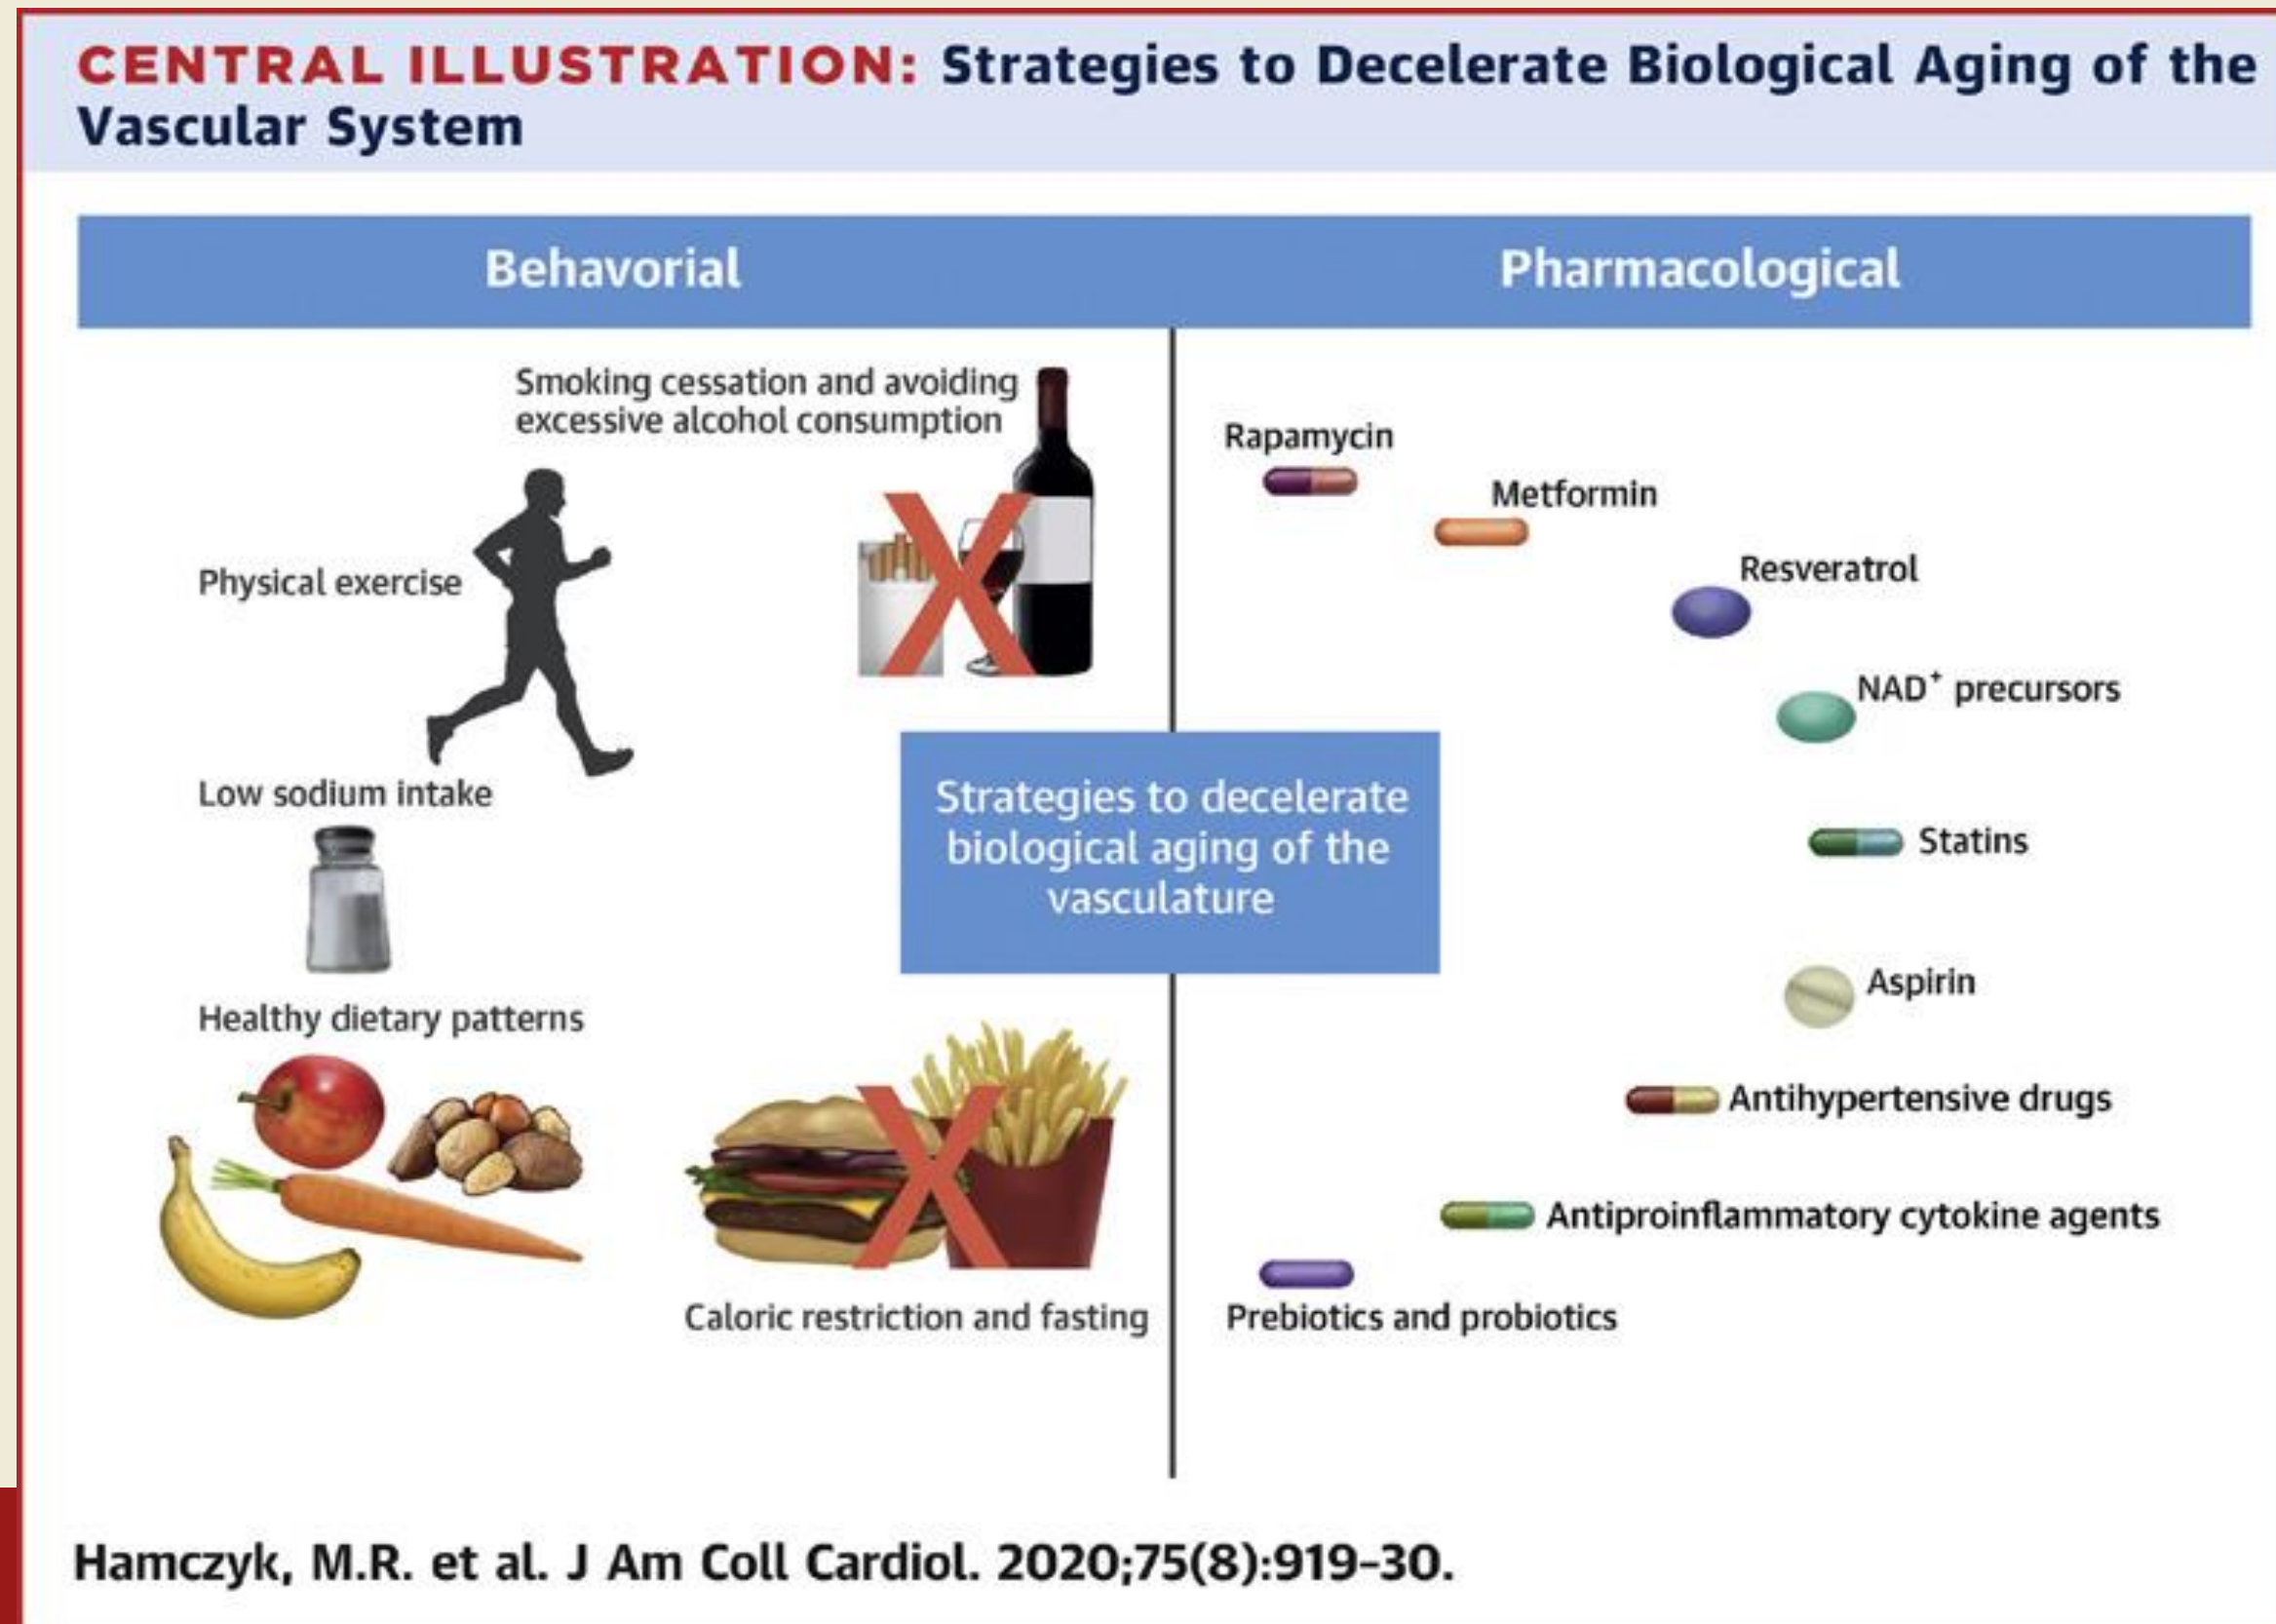 CENTRAL ILLUSTRATION: Strategies to Decelerate Biological Aging of the
Vascular System
Behavorial
Pharmacological
Smoking cessation and avoiding
excessive alcohol consumption
Physical exercise
Low sodium intake
Healthy dietary patterns
Caloric restriction and fasting
Strategies to decelerate
biological aging of the
vasculature
Rapamycin
Metformin
Resveratrol
NAD⁺ precursors
Statins
Aspirin
Antihypertensive drugs
Antiproinflammatory cytokine agents
Prebiotics and probiotics
Hamczyk, M.R. et al. J Am Coll Cardiol. 2020;75(8):919–30.